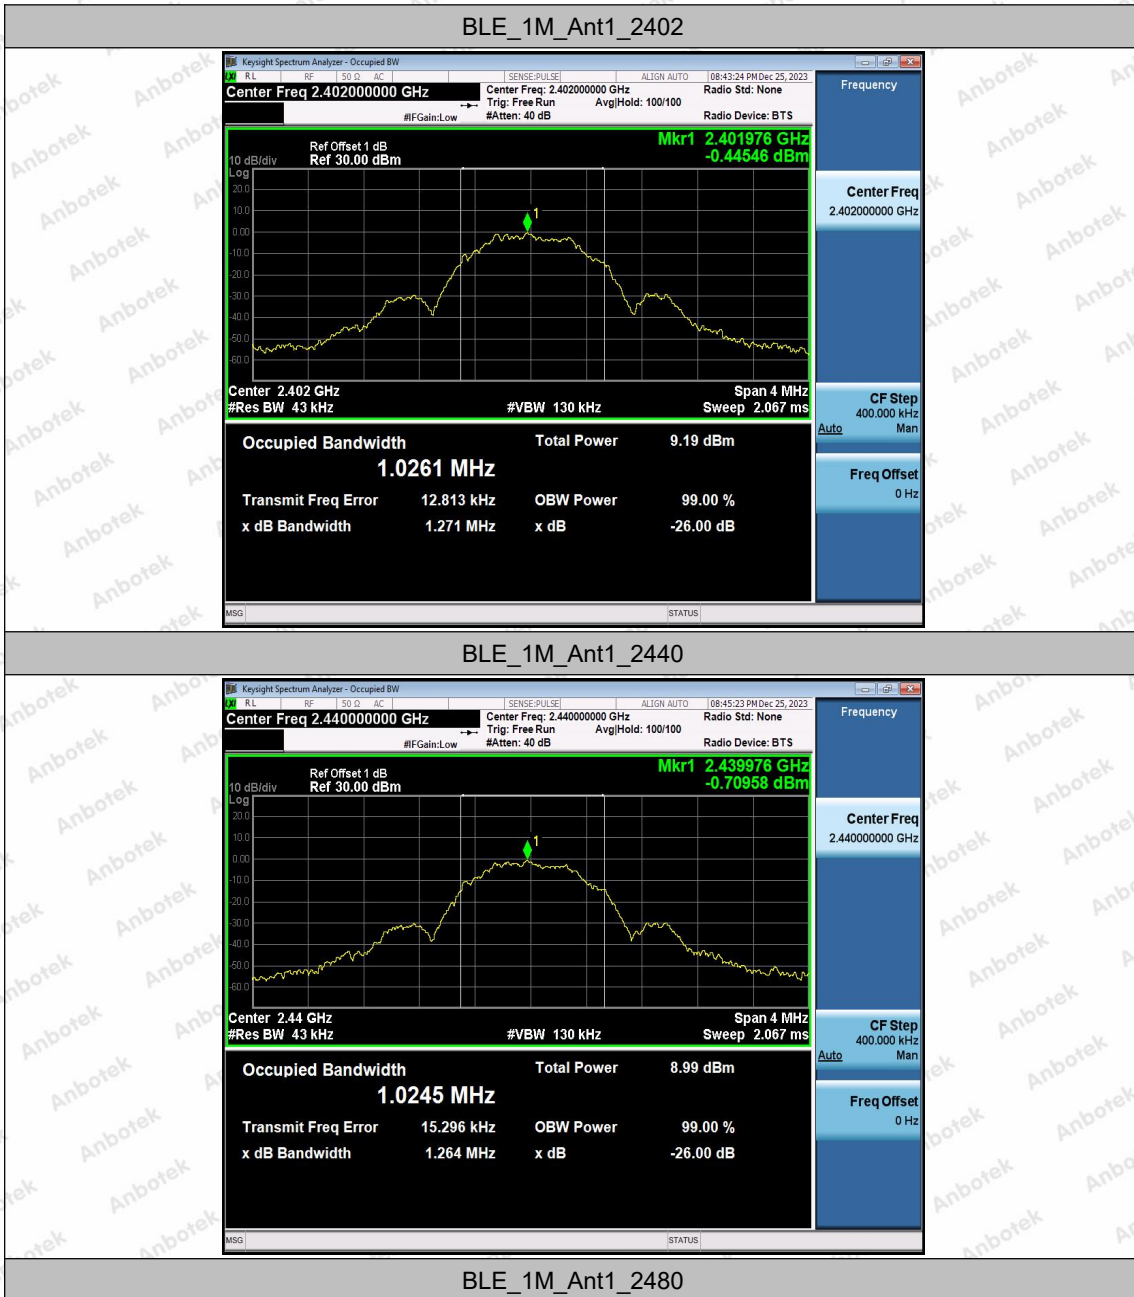 BLE_1M_Ant1_2402
Keysight Spectrum Analyzer - Occupied BW
LXI RL RF 50 Ω AC SENSE:PULSE ALIGN AUTO 08:43:24 PM Dec 25, 2023
Center Freq 2.402000000 GHz
Center Freq: 2.402000000 GHz
Radio Std: None
Trig: Free Run Avg|Hold: 100/100
#IFGain:Low #Atten: 40 dB Radio Device: BTS
Frequency
Mkr1 2.401976 GHz
-0.44546 dBm
Ref Offset 1 dB
10 dB/div Ref 30.00 dBm
Log
20.0
10.0
0.00
-10.0
-20.0
-30.0
-40.0
-50.0
-60.0
1
Center Freq
2.402000000 GHz
Center 2.402 GHz Span 4 MHz
#Res BW 43 kHz #VBW 130 kHz Sweep 2.067 ms
CF Step
400.000 kHz
Auto Man
Freq Offset
0 Hz
Occupied Bandwidth Total Power 9.19 dBm
1.0261 MHz
Transmit Freq Error 12.813 kHz OBW Power 99.00 %
x dB Bandwidth 1.271 MHz x dB -26.00 dB
MSG STATUS
BLE_1M_Ant1_2440
Keysight Spectrum Analyzer - Occupied BW
LXI RL RF 50 Ω AC SENSE:PULSE ALIGN AUTO 08:45:23 PM Dec 25, 2023
Center Freq 2.440000000 GHz
Center Freq: 2.440000000 GHz
Radio Std: None
Trig: Free Run Avg|Hold: 100/100
#IFGain:Low #Atten: 40 dB Radio Device: BTS
Frequency
Mkr1 2.439976 GHz
-0.70958 dBm
Ref Offset 1 dB
10 dB/div Ref 30.00 dBm
Log
20.0
10.0
0.00
-10.0
-20.0
-30.0
-40.0
-50.0
-60.0
1
Center Freq
2.440000000 GHz
Center 2.44 GHz Span 4 MHz
#Res BW 43 kHz #VBW 130 kHz Sweep 2.067 ms
CF Step
400.000 kHz
Auto Man
Freq Offset
0 Hz
Occupied Bandwidth Total Power 8.99 dBm
1.0245 MHz
Transmit Freq Error 15.296 kHz OBW Power 99.00 %
x dB Bandwidth 1.264 MHz x dB -26.00 dB
MSG STATUS
BLE_1M_Ant1_2480
Anbotek